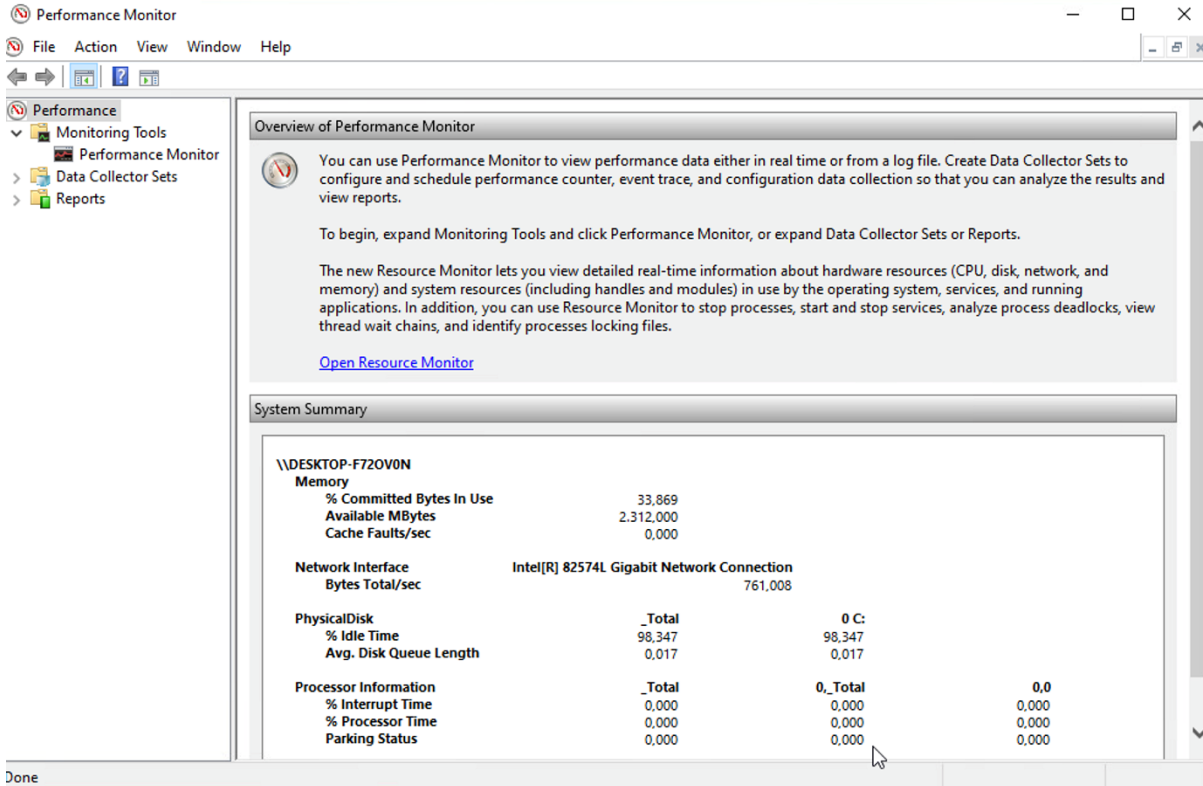 Performance Monitor
File Action View Window Help
Performance
Monitoring Tools
Performance Monitor
Data Collector Sets
Reports
Overview of Performance Monitor
You can use Performance Monitor to view performance data either in real time or from a log file. Create Data Collector Sets to
configure and schedule performance counter, event trace, and configuration data collection so that you can analyze the results and
view reports.
To begin, expand Monitoring Tools and click Performance Monitor, or expand Data Collector Sets or Reports.
The new Resource Monitor lets you view detailed real-time information about hardware resources (CPU, disk, network, and
memory) and system resources (including handles and modules) in use by the operating system, services, and running
applications. In addition, you can use Resource Monitor to stop processes, start and stop services, analyze process deadlocks, view
thread wait chains, and identify processes locking files.
Open Resource Monitor
System Summary
\\DESKTOP-F72OV0N
Memory
% Committed Bytes In Use 33,869
Available MBytes 2.312,000
Cache Faults/sec 0,000
Network Interface Intel[R] 82574L Gigabit Network Connection
Bytes Total/sec 761,008
PhysicalDisk _Total 0 C:
% Idle Time 98,347 98,347
Avg. Disk Queue Length 0,017 0,017
Processor Information _Total 0,_Total 0,0
% Interrupt Time 0,000 0,000 0,000
% Processor Time 0,000 0,000 0,000
Parking Status 0,000 0,000 0,000
Done